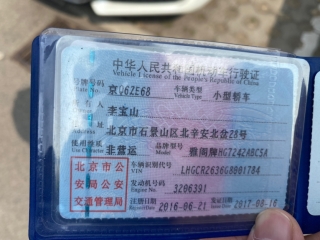 中华人民共和国机动车行驶证
Vehicle License of the People's Republic of China
号牌号码 京Q6ZE68 车辆类型 Vehicle Type 小型轿车
所有人 李宝山
住址 北京市石景山区北辛安北岔28号
使用性质 非营运 品牌型号 雅阁牌HG7242ABC5A
北京市公安局公安交通管理局
车辆识别代号 VIN LHGCR2636G8001784
发动机号码 3206391
注册日期 2016-06-21 发证日期 2017-08-16